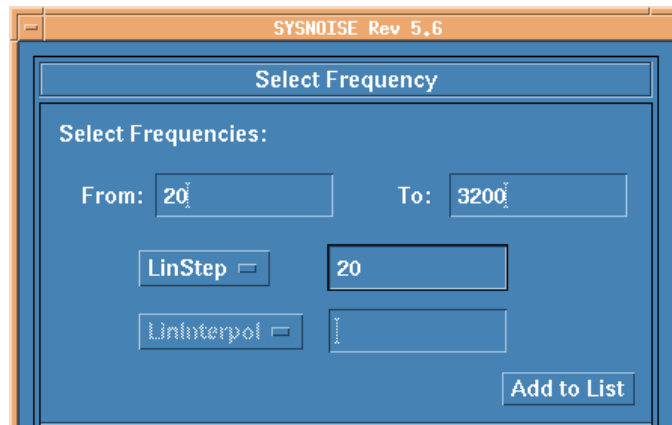 SYSNOISE Rev 5.6
Select Frequency
Select Frequencies:
From: 20 To: 3200
LinStep 20
LinInterpol
Add to List